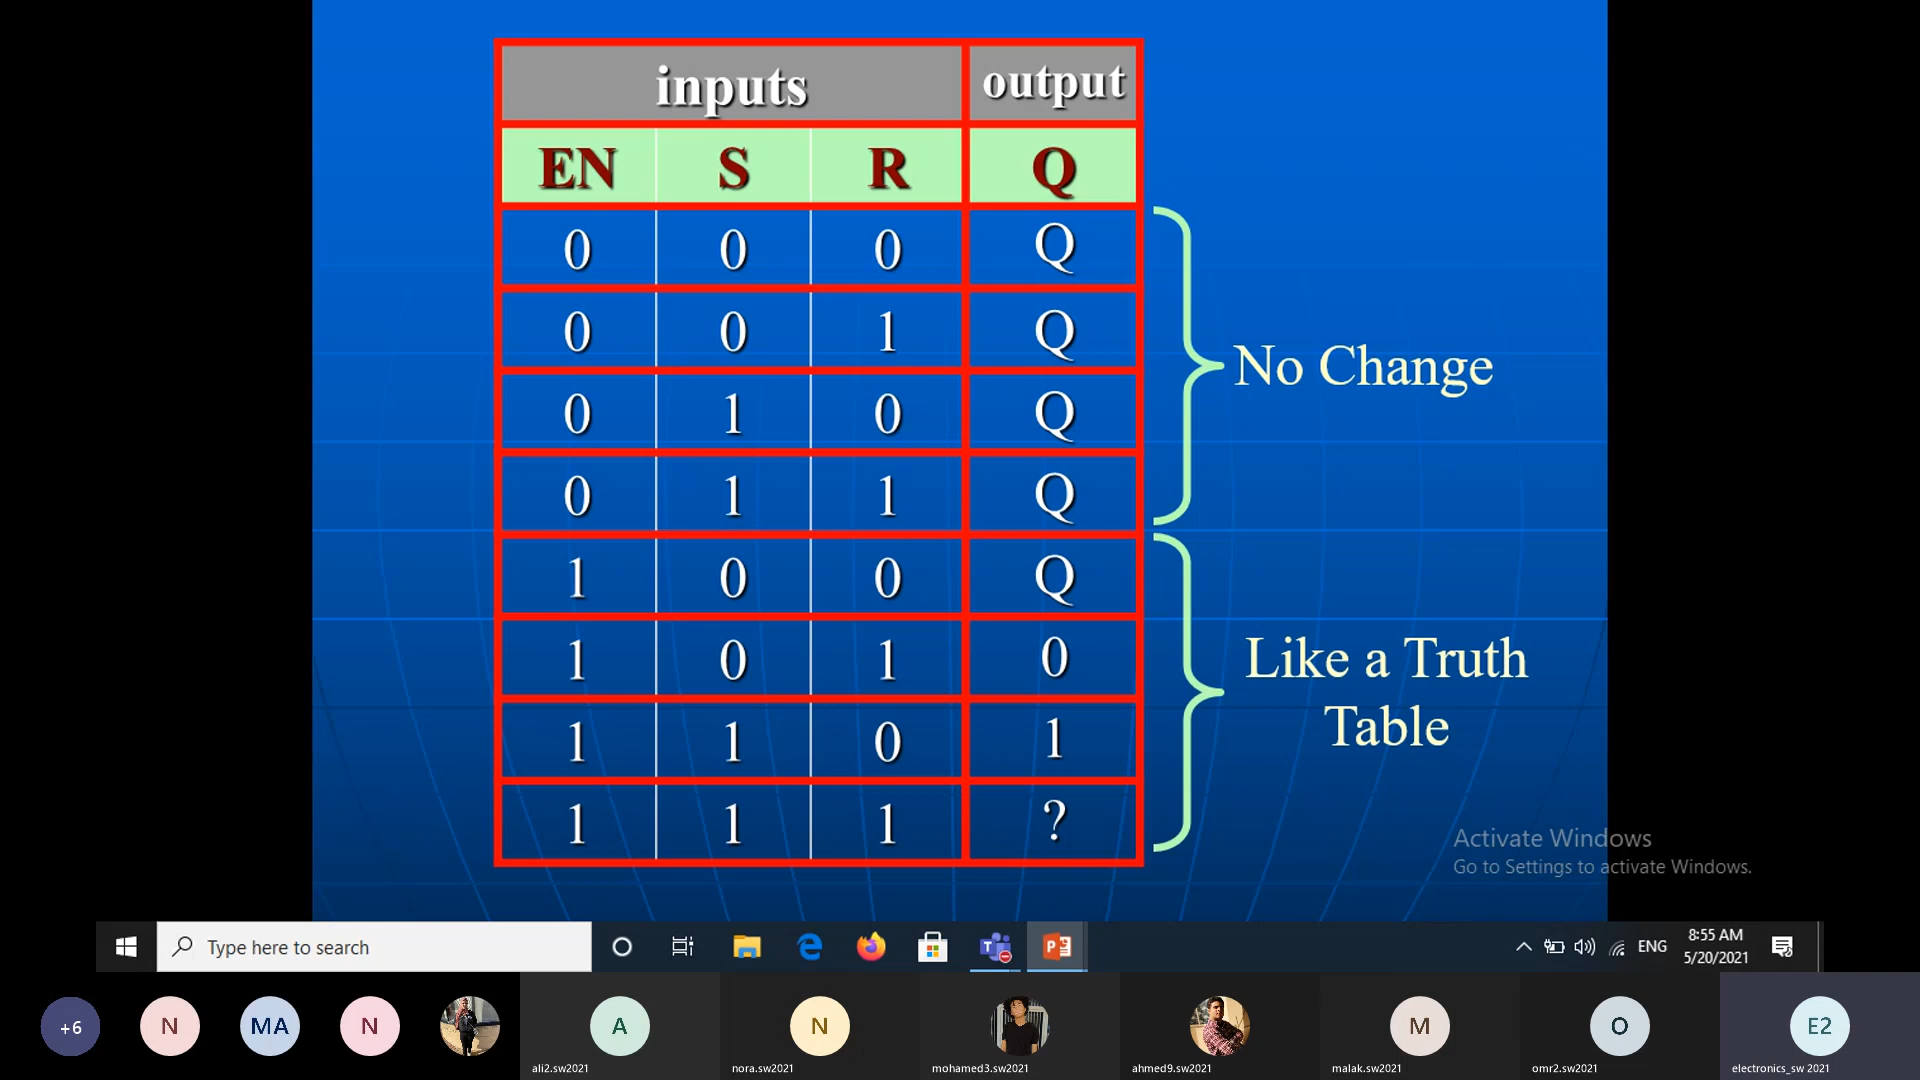 inputs output
EN S R Q
0 0 0 Q
0 0 1 Q
0 1 0 Q
0 1 1 Q
No Change
1 0 0 Q
1 0 1 0
1 1 0 1
1 1 1 ?
Like a Truth
Table
Activate Windows
Go to Settings to activate Windows.
Type here to search
ENG
8:55 AM
5/20/2021
+6
N
MA
N
A
N
M
O
E2
ali2.sw2021
nora.sw2021
mohamed3.sw2021
ahmed9.sw2021
malak.sw2021
omr2.sw2021
electronics_sw 2021